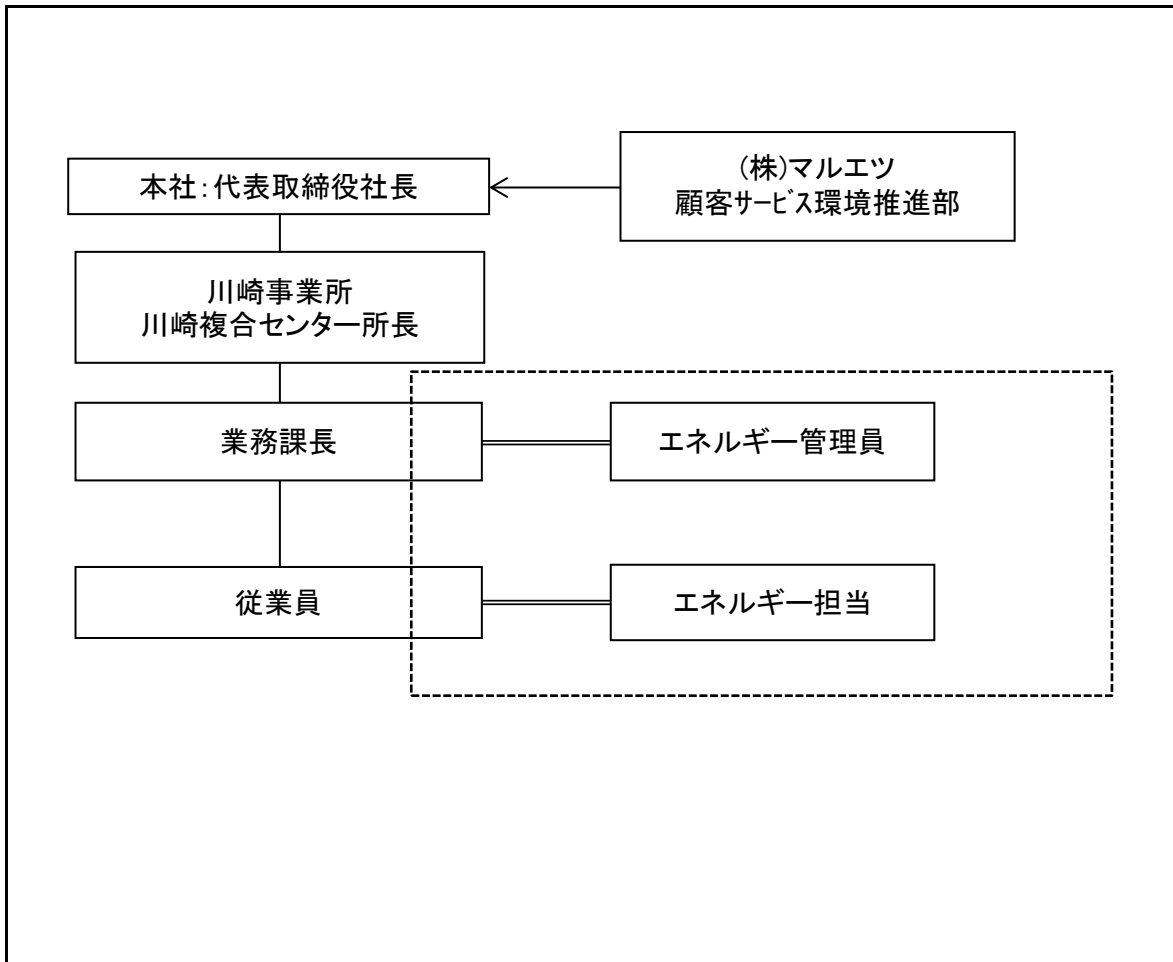 本社：代表取締役社長
(株)マルエツ
顧客ｻｰﾋﾞｽ環境推進部
川崎事業所
川崎複合センター所長
業務課長
エネルギー管理員
従業員
エネルギー担当